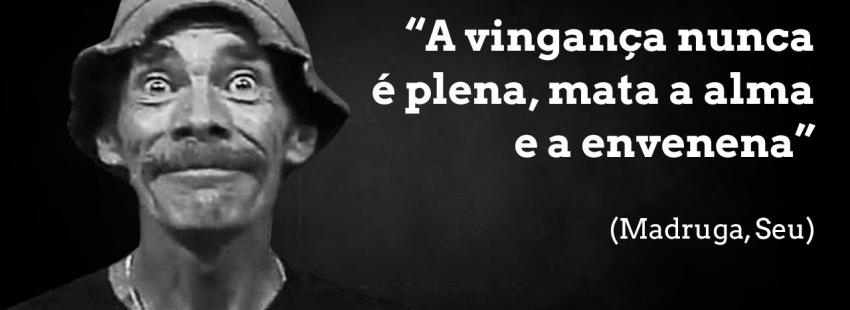 “A vingança nunca
é plena, mata a alma
e a envenena”
(Madruga, Seu)